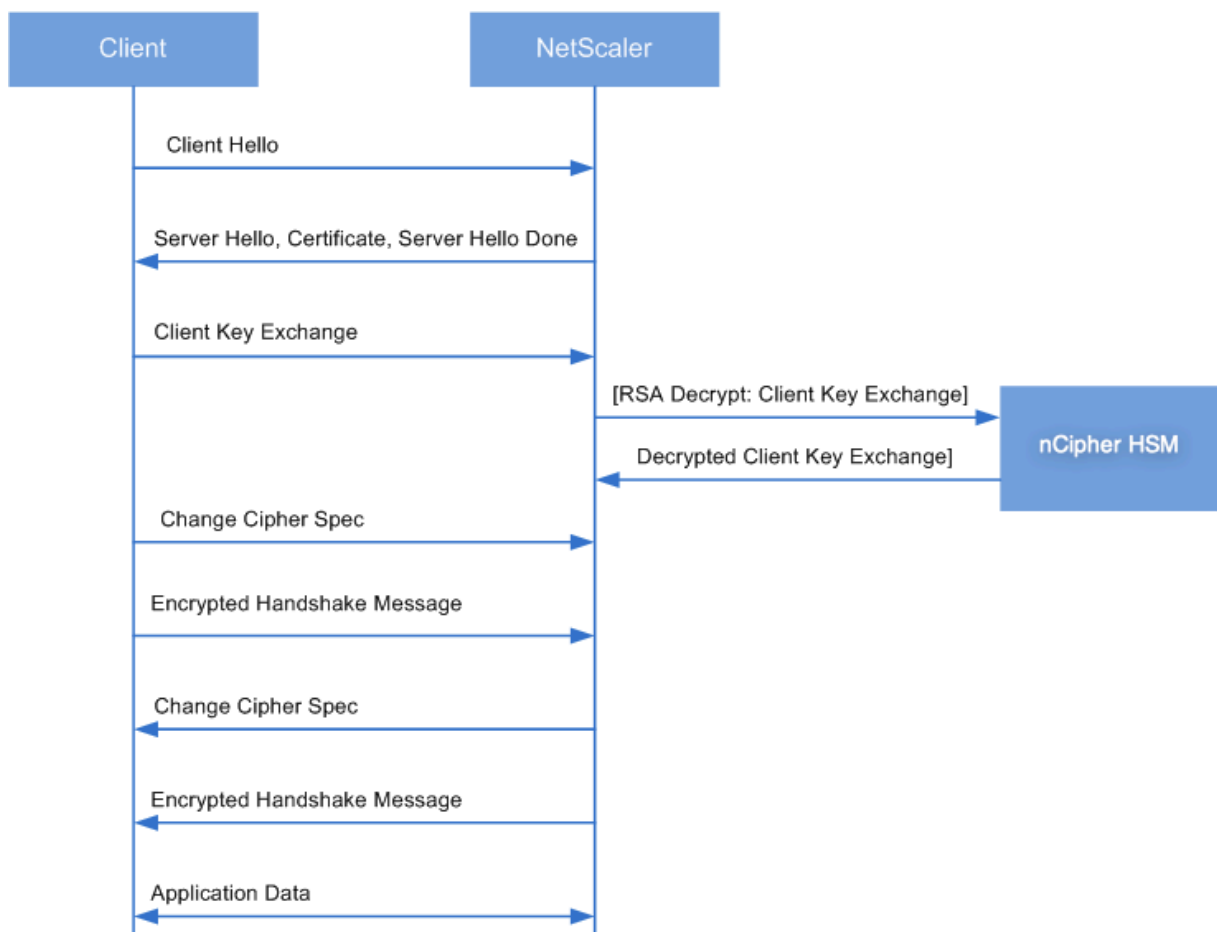 Client
NetScaler
Client Hello
Server Hello, Certificate, Server Hello Done
Client Key Exchange
[RSA Decrypt: Client Key Exchange]
nCipher HSM
Decrypted Client Key Exchange]
Change Cipher Spec
Encrypted Handshake Message
Change Cipher Spec
Encrypted Handshake Message
Application Data